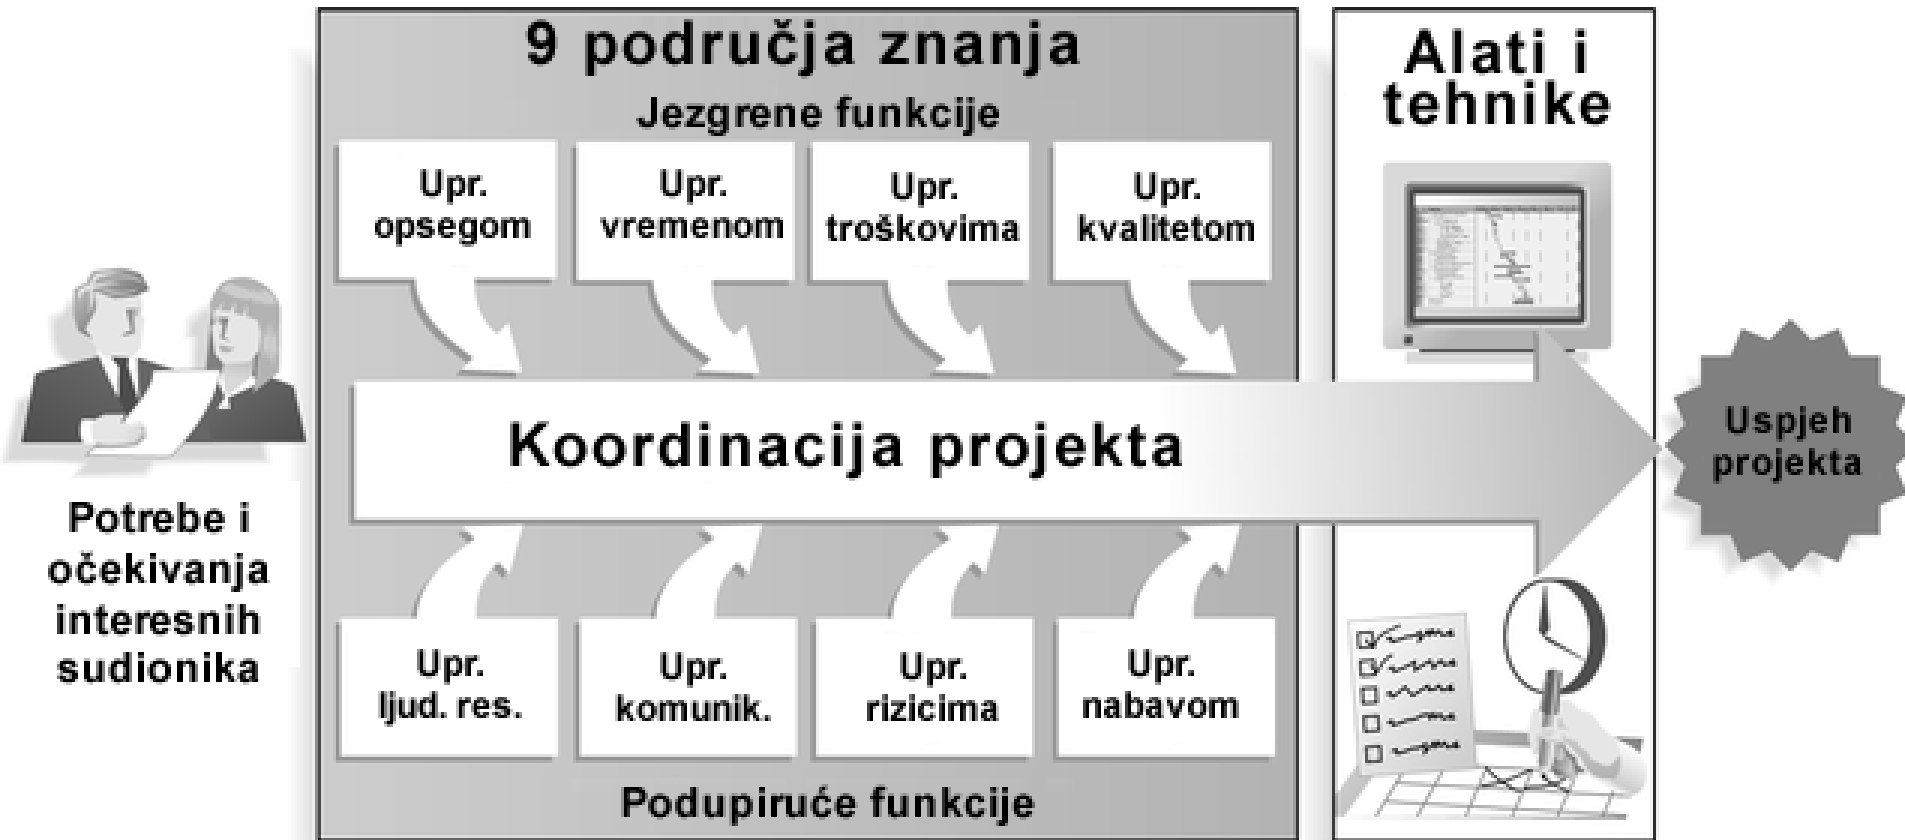 9 područja znanja
Jezgrene funkcije
Upr.
opsegom
Upr.
vremenom
Upr.
troškovima
Upr.
kvalitetom
Koordinacija projekta
Upr.
ljud. res.
Upr.
komunik.
Upr.
rizicima
Upr.
nabavom
Podupiruće funkcije
Potrebe i
očekivanja
interesnih
sudionika
Alati i
tehnike
Uspjeh
projekta